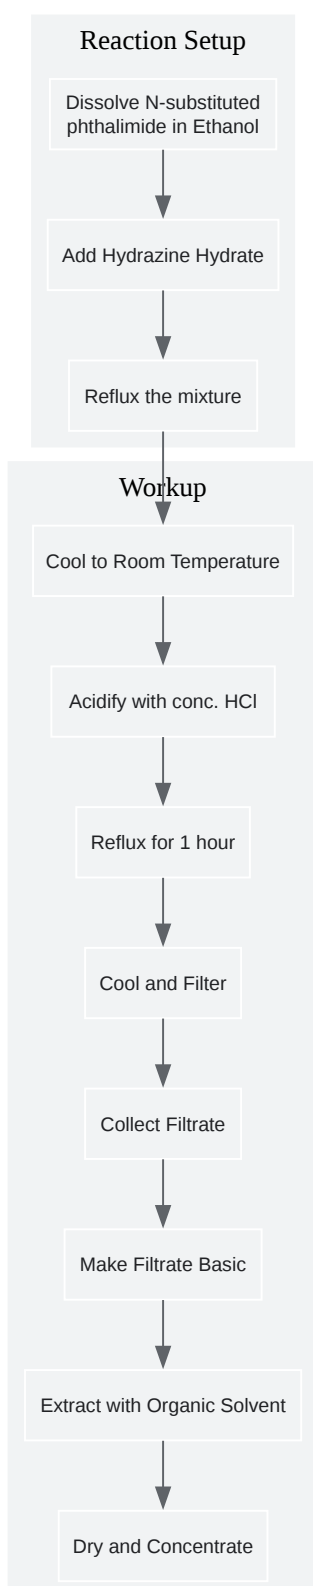 Reaction Setup
Dissolve N-substituted
phthalimide in Ethanol
Add Hydrazine Hydrate
Reflux the mixture
Workup
Cool to Room Temperature
Acidify with conc. HCl
Reflux for 1 hour
Cool and Filter
Collect Filtrate
Make Filtrate Basic
Extract with Organic Solvent
Dry and Concentrate